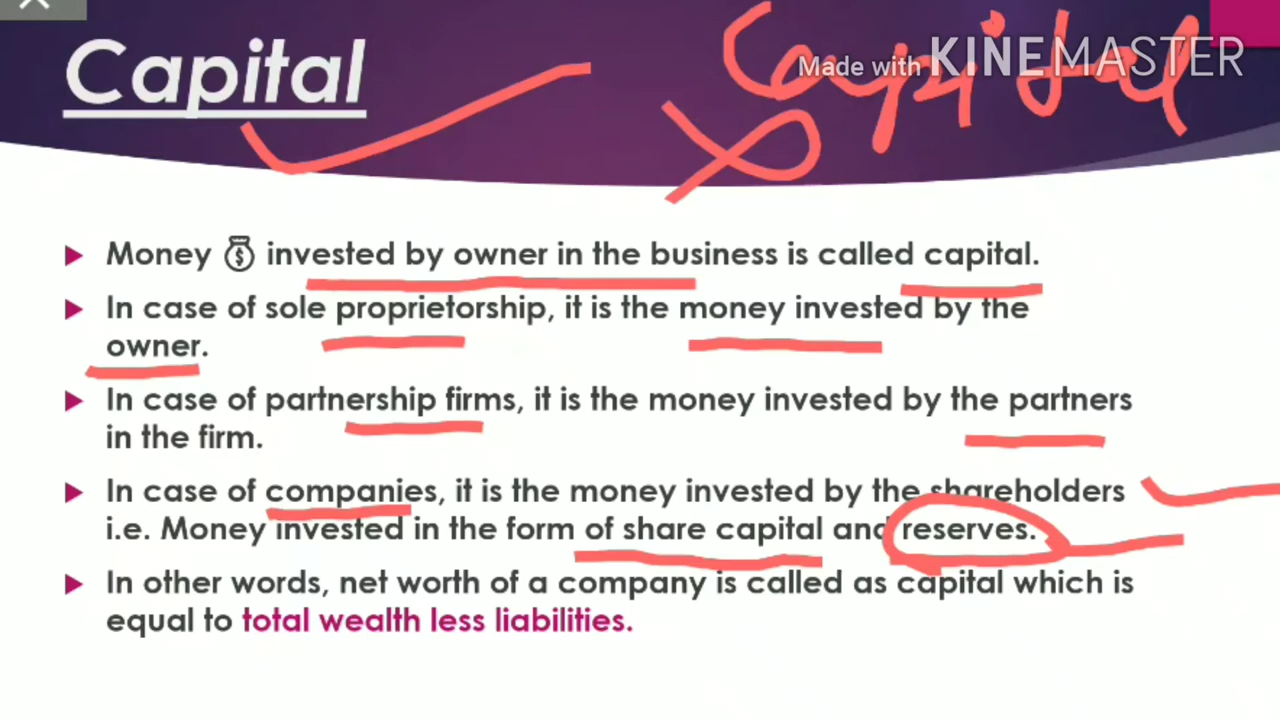 Capital
Capital
Made with KINEMASTER
Money invested by owner in the business is called capital.
In case of sole proprietorship, it is the money invested by the
owner.
In case of partnership firms, it is the money invested by the partners
in the firm.
In case of companies, it is the money invested by the shareholders
i.e. Money invested in the form of share capital and reserves.
In other words, net worth of a company is called as capital which is
equal to total wealth less liabilities.